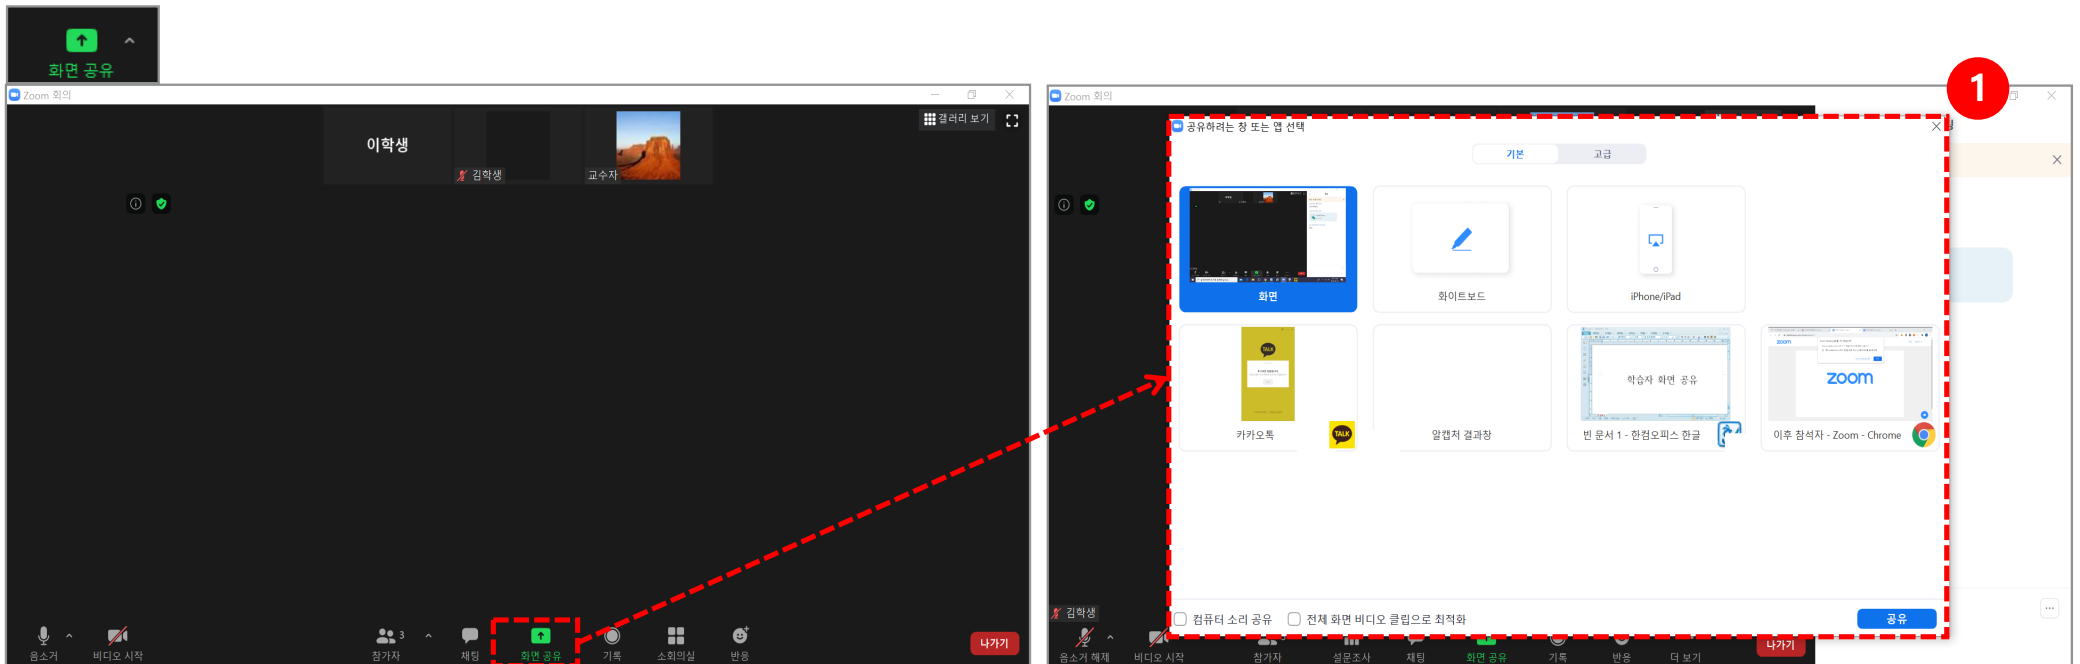 화면 공유
Zoom 회의
갤러리 보기
이학생
김학생
교수자
음소거
비디오 시작
3
참가자
채팅
화면 공유
기록
소회의실
반응
나가기
1
Zoom 회의
공유하려는 창 또는 앱 선택
기본
고급
화면
화이트보드
iPhone/iPad
TALK
카카오톡
TALK
알캡처 결과창
학습자 화면 공유
빈 문서 1 - 한컴오피스 한글
zoom
zoom
이후 참석자 - Zoom - Chrome
김학생
컴퓨터 소리 공유
전체 화면 비디오 클립으로 최적화
공유
음소거 해제
비디오 시작
참가자
설문조사
채팅
화면 공유
기록
반응
더 보기
나가기